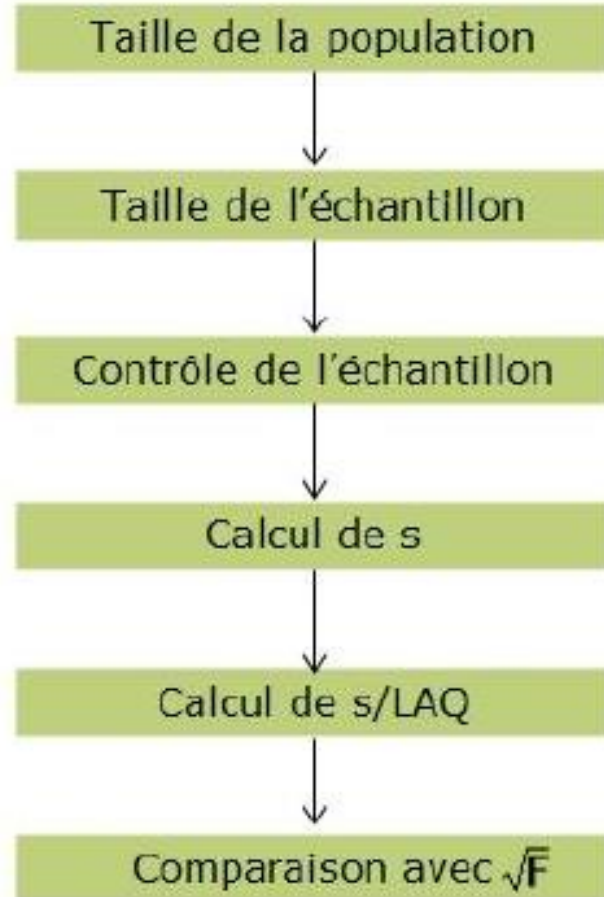 Taille de la population
Taille de l'échantillon
Contrôle de l'échantillon
Calcul de s
Calcul de s/LAQ
Comparaison avec √F